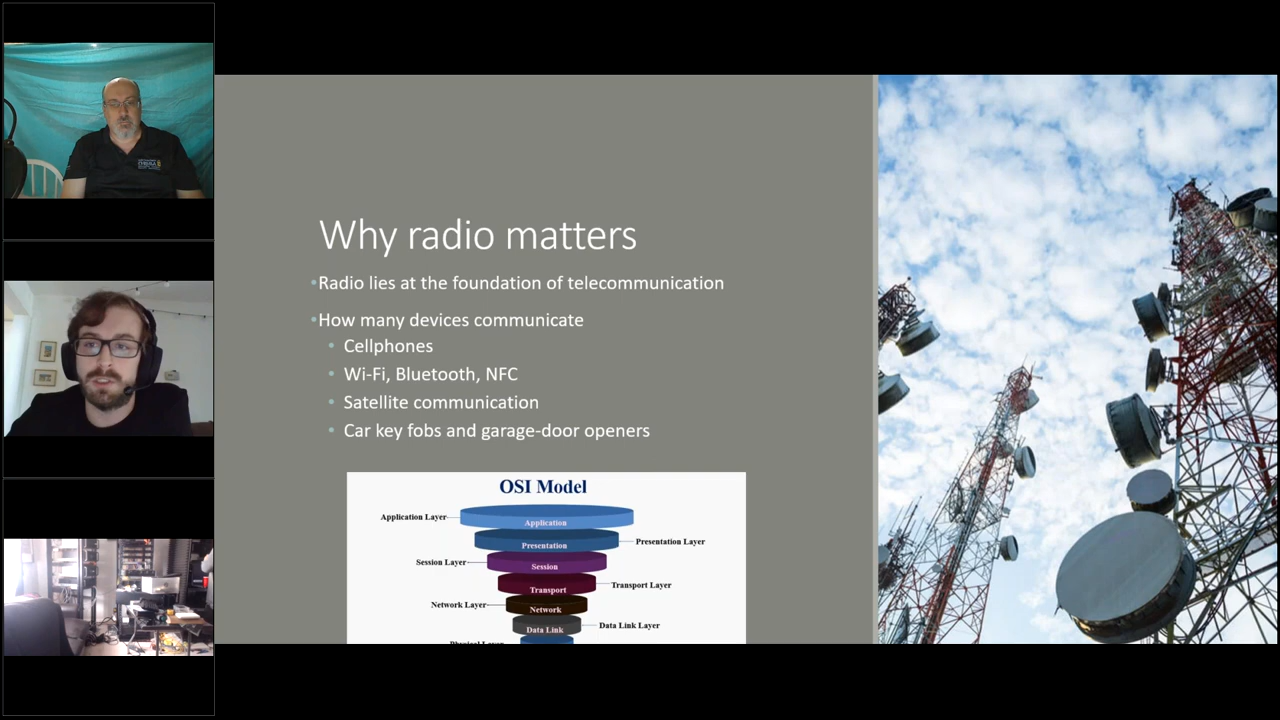 Why radio matters
•Radio lies at the foundation of telecommunication
•How many devices communicate
• Cellphones
• Wi-Fi, Bluetooth, NFC
• Satellite communication
• Car key fobs and garage-door openers
OSI Model
Application Layer
Application
Presentation
Presentation Layer
Session Layer
Session
Transport
Transport Layer
Network Layer
Network
Data Link
Data Link Layer
Physical Layer